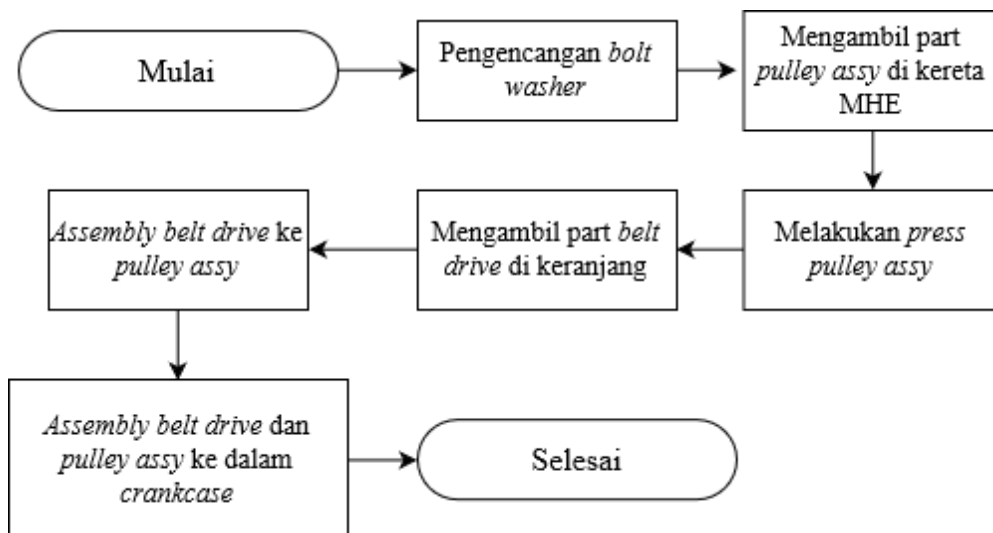 Mulai
Pengencangan bolt
washer
Mengambil part
pulley assy di kereta
MHE
Melakukan press
pulley assy
Mengambil part belt
drive di keranjang
Assembly belt drive ke
pulley assy
Assembly belt drive dan
pulley assy ke dalam
crankcase
Selesai